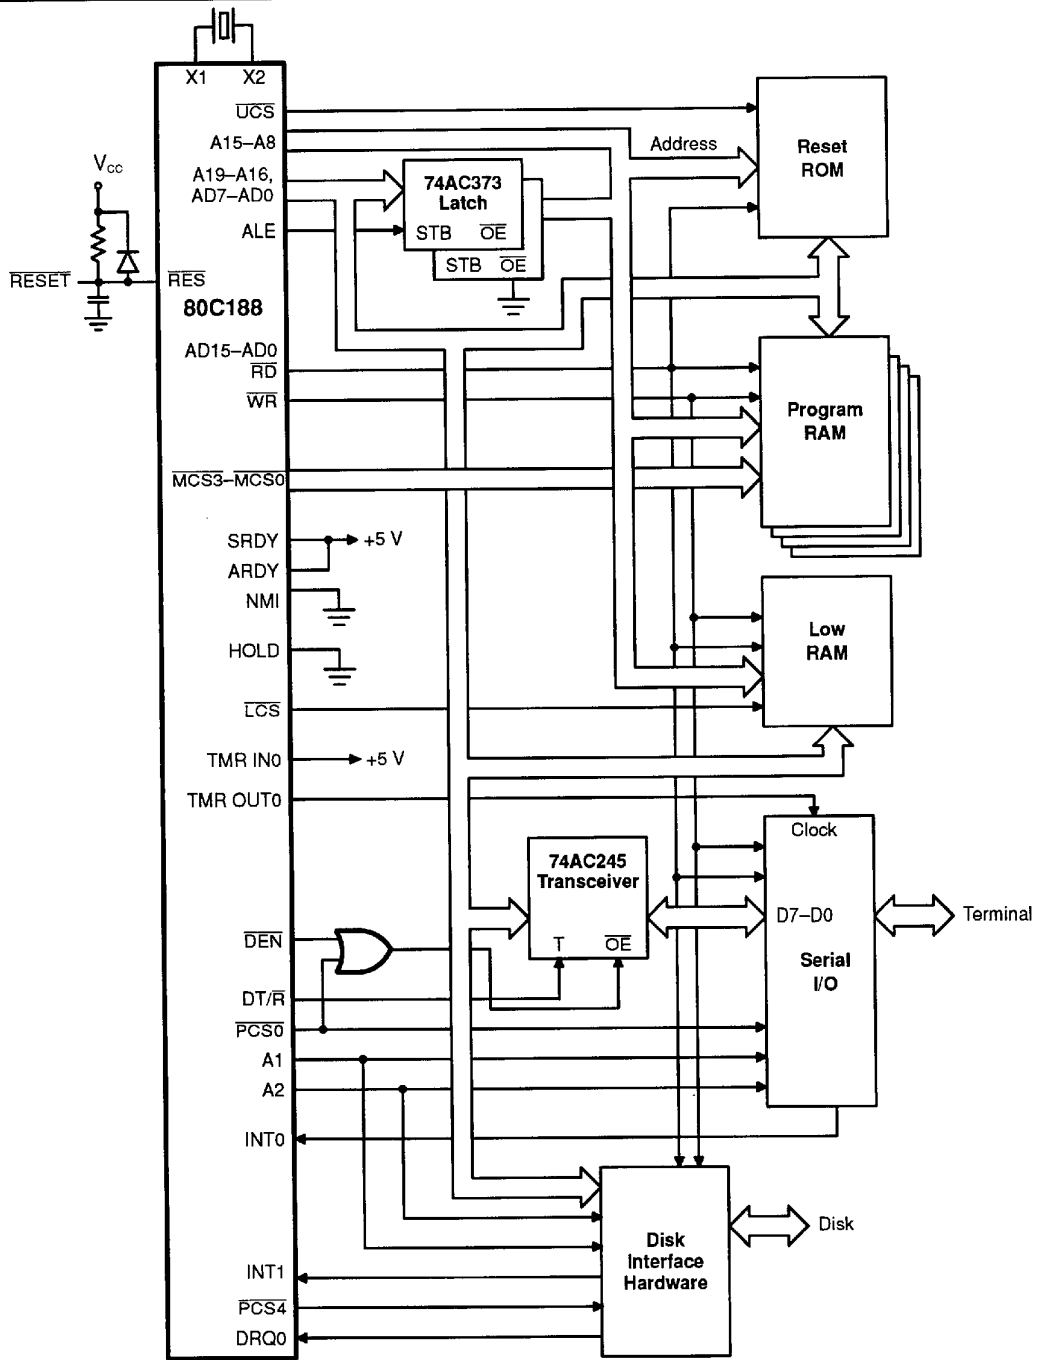 X1 X2
UCS
A15–A8
Address
Reset
ROM
A19–A16,
AD7–AD0
74AC373
Latch
V_CC
ALE
STB OE
STB OE
RESET
RES
80C188
AD15–AD0
RD
WR
Program
RAM
MCS3–MCS0
SRDY
+5 V
ARDY
NMI
HOLD
Low
RAM
LCS
TMR IN0
+5 V
TMR OUT0
Clock
74AC245
Transceiver
D7–D0
Terminal
DEN
T OE
Serial
I/O
DT/R
PCS0
A1
A2
INT0
Disk
Disk
Interface
Hardware
INT1
PCS4
DRQ0